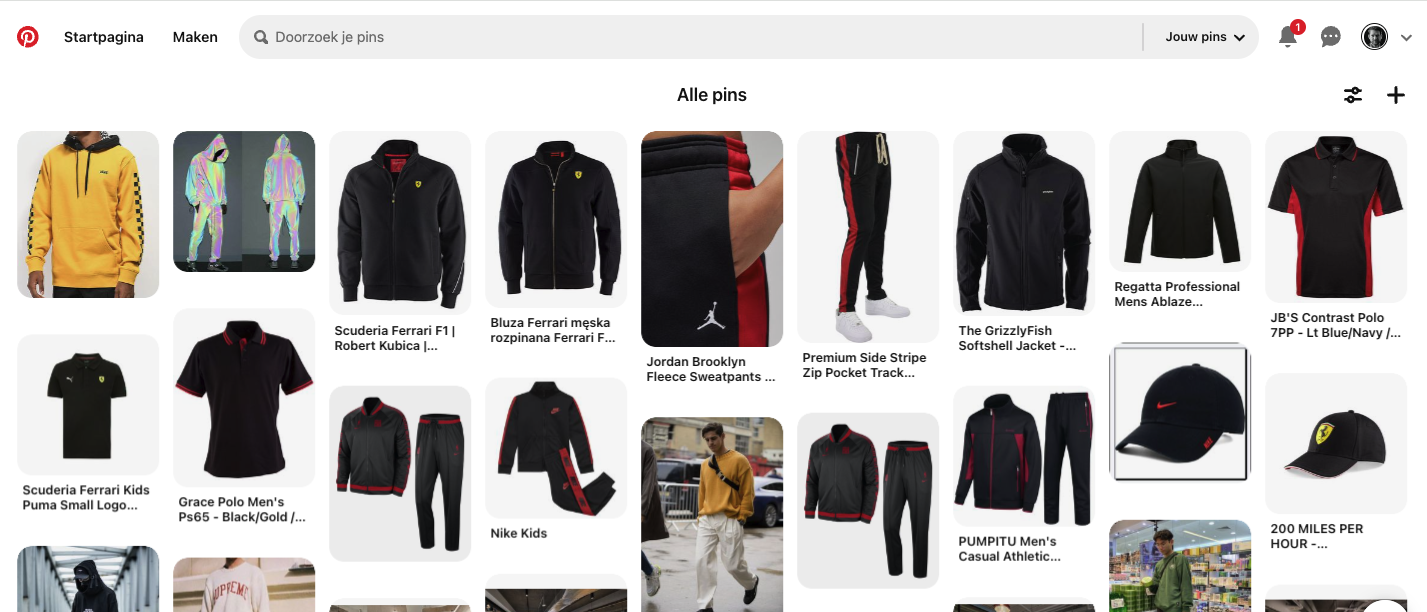 Startpagina
Maken
Doorzoek je pins
Jouw pins
1
Alle pins
Scuderia Ferrari F1 |
Robert Kubica |...
Bluza Ferrari męska
rozpinana Ferrari F...
Jordan Brooklyn
Fleece Sweatpants ...
Premium Side Stripe
Zip Pocket Track...
The GrizzlyFish
Softshell Jacket -...
Regatta Professional
Mens Ablaze...
JB'S Contrast Polo
7PP - Lt Blue/Navy /...
Scuderia Ferrari Kids
Puma Small Logo...
Grace Polo Men's
Ps65 - Black/Gold /...
Nike Kids
PUMPITU Men's
Casual Athletic...
200 MILES PER
HOUR -...
SUPREME